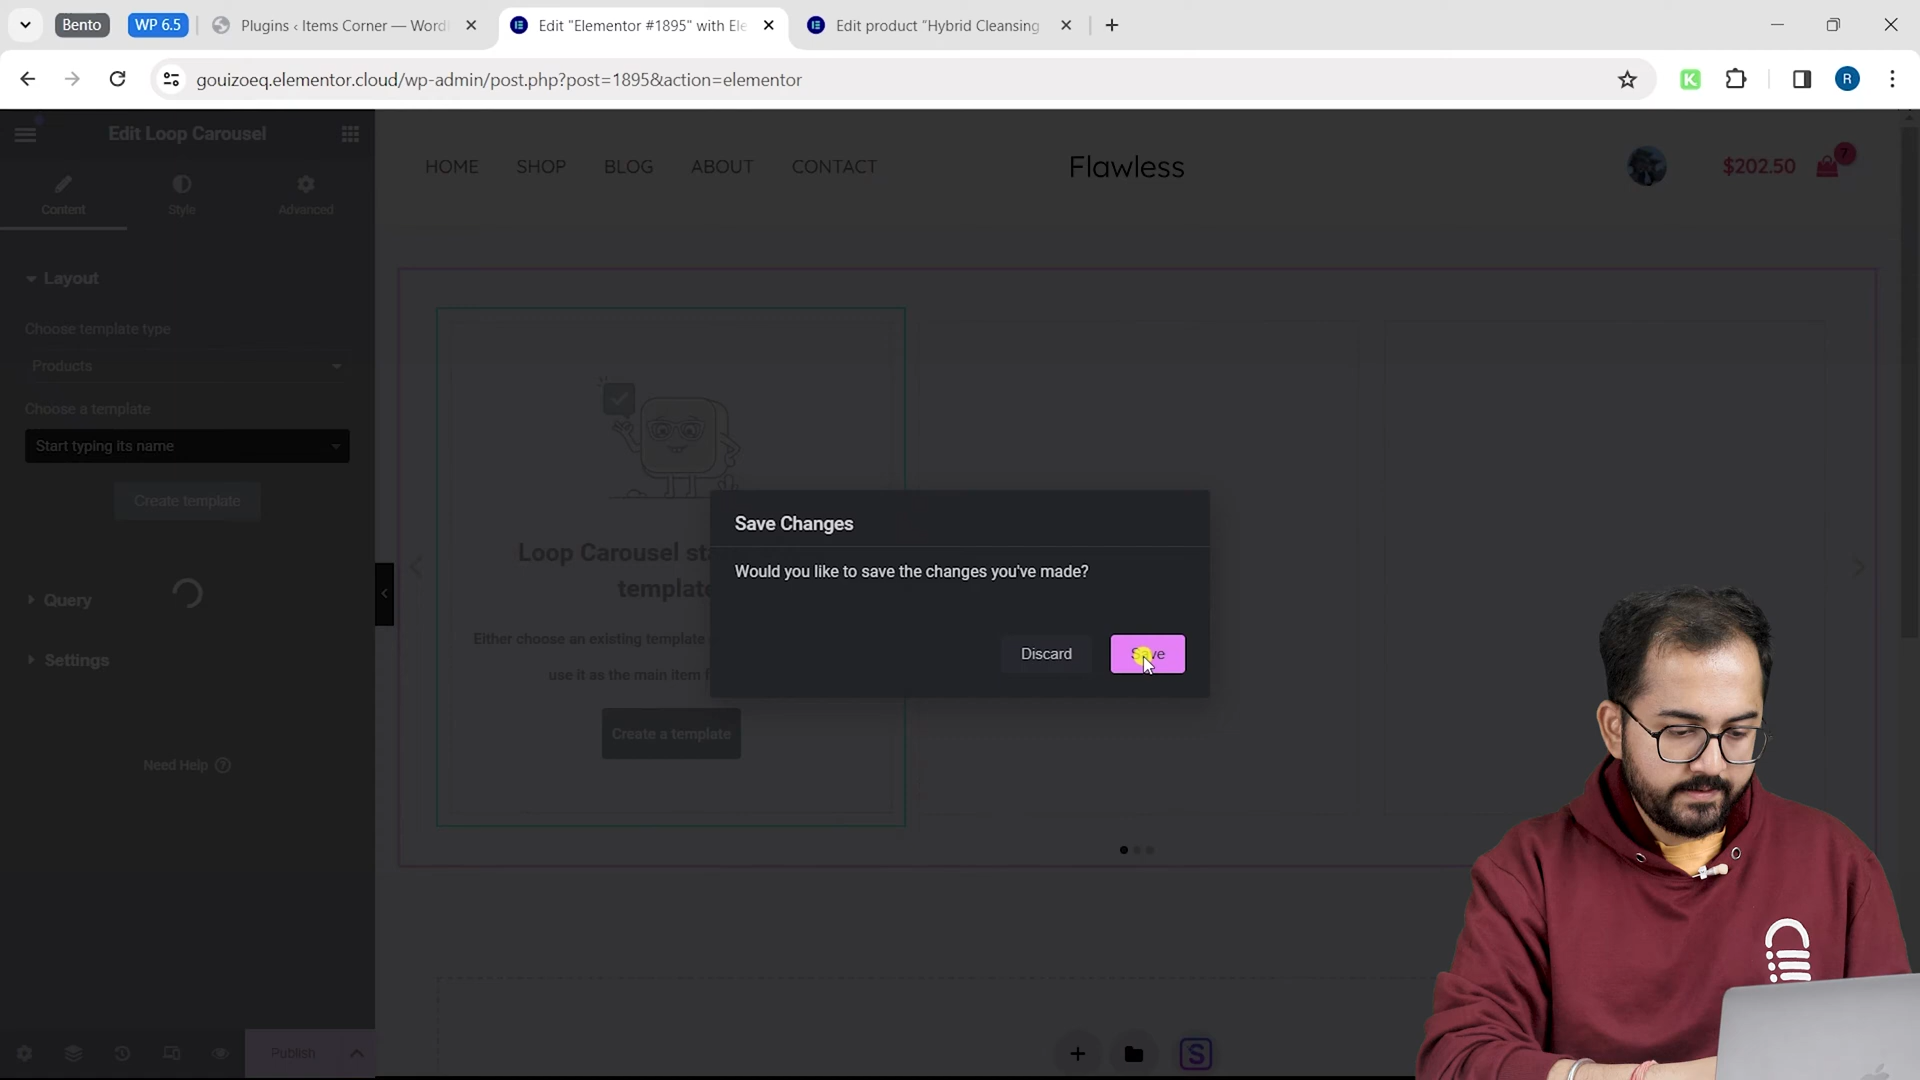 Bento
WP 6.5
Plugins ‹ Items Corner — Word
Edit "Elementor #1895" with Ele
Edit product "Hybrid Cleansing
gouizoeq.elementor.cloud/wp-admin/post.php?post=1895&action=elementor
K
R
Edit Loop Carousel
Content
Style
Advanced
Layout
Choose template type
Products
Choose a template
Start typing its name
Create template
Query
Settings
Need Help
Publish
HOME
SHOP
BLOG
ABOUT
CONTACT
Flawless
$202.50
7
Either choose an existing template
use it as the main item
Create a template
Loop Carousel
Save Changes
Would you like to save the changes you've made?
Discard
Save
S